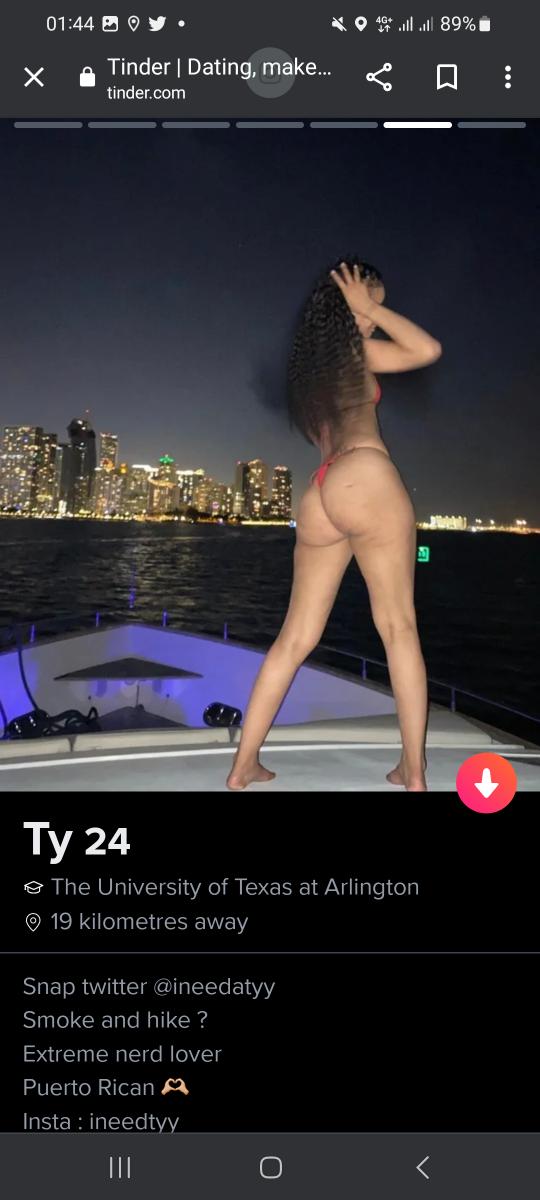 01:44
4G+
89%
Tinder | Dating, make...
tinder.com
Ty 24
The University of Texas at Arlington
19 kilometres away
Snap twitter @ineedatyy
Smoke and hike ?
Extreme nerd lover
Puerto Rican 🫶🏼
Insta : ineedtyy